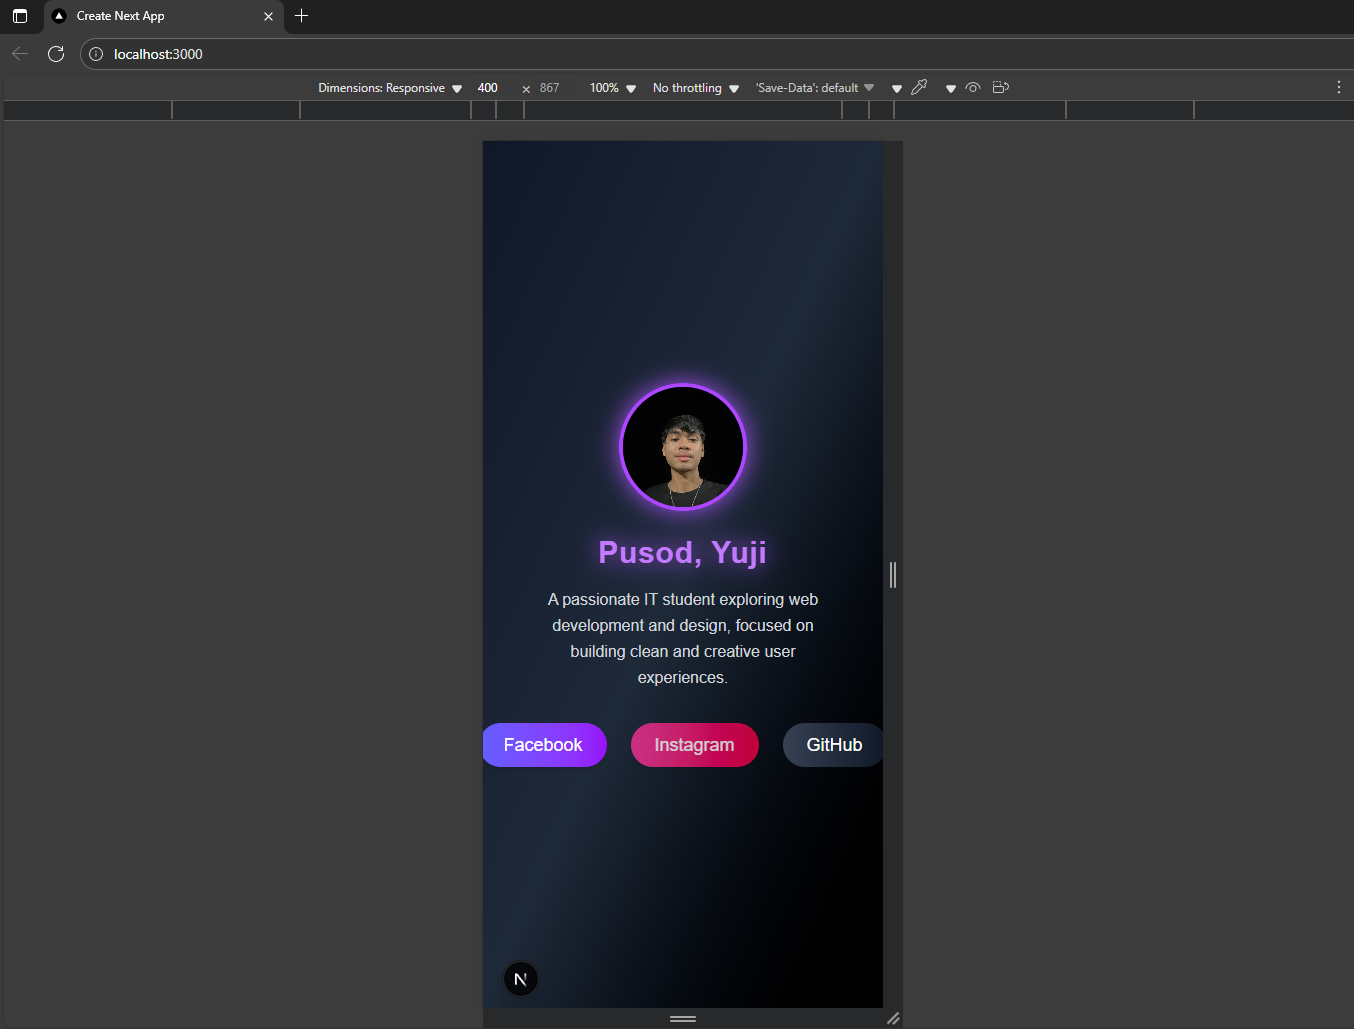 Create Next App
localhost:3000
Dimensions: Responsive 400 × 867 100% No throttling 'Save-Data': default
Pusod, Yuji
A passionate IT student exploring web
development and design, focused on
building clean and creative user
experiences.
Facebook Instagram GitHub
N